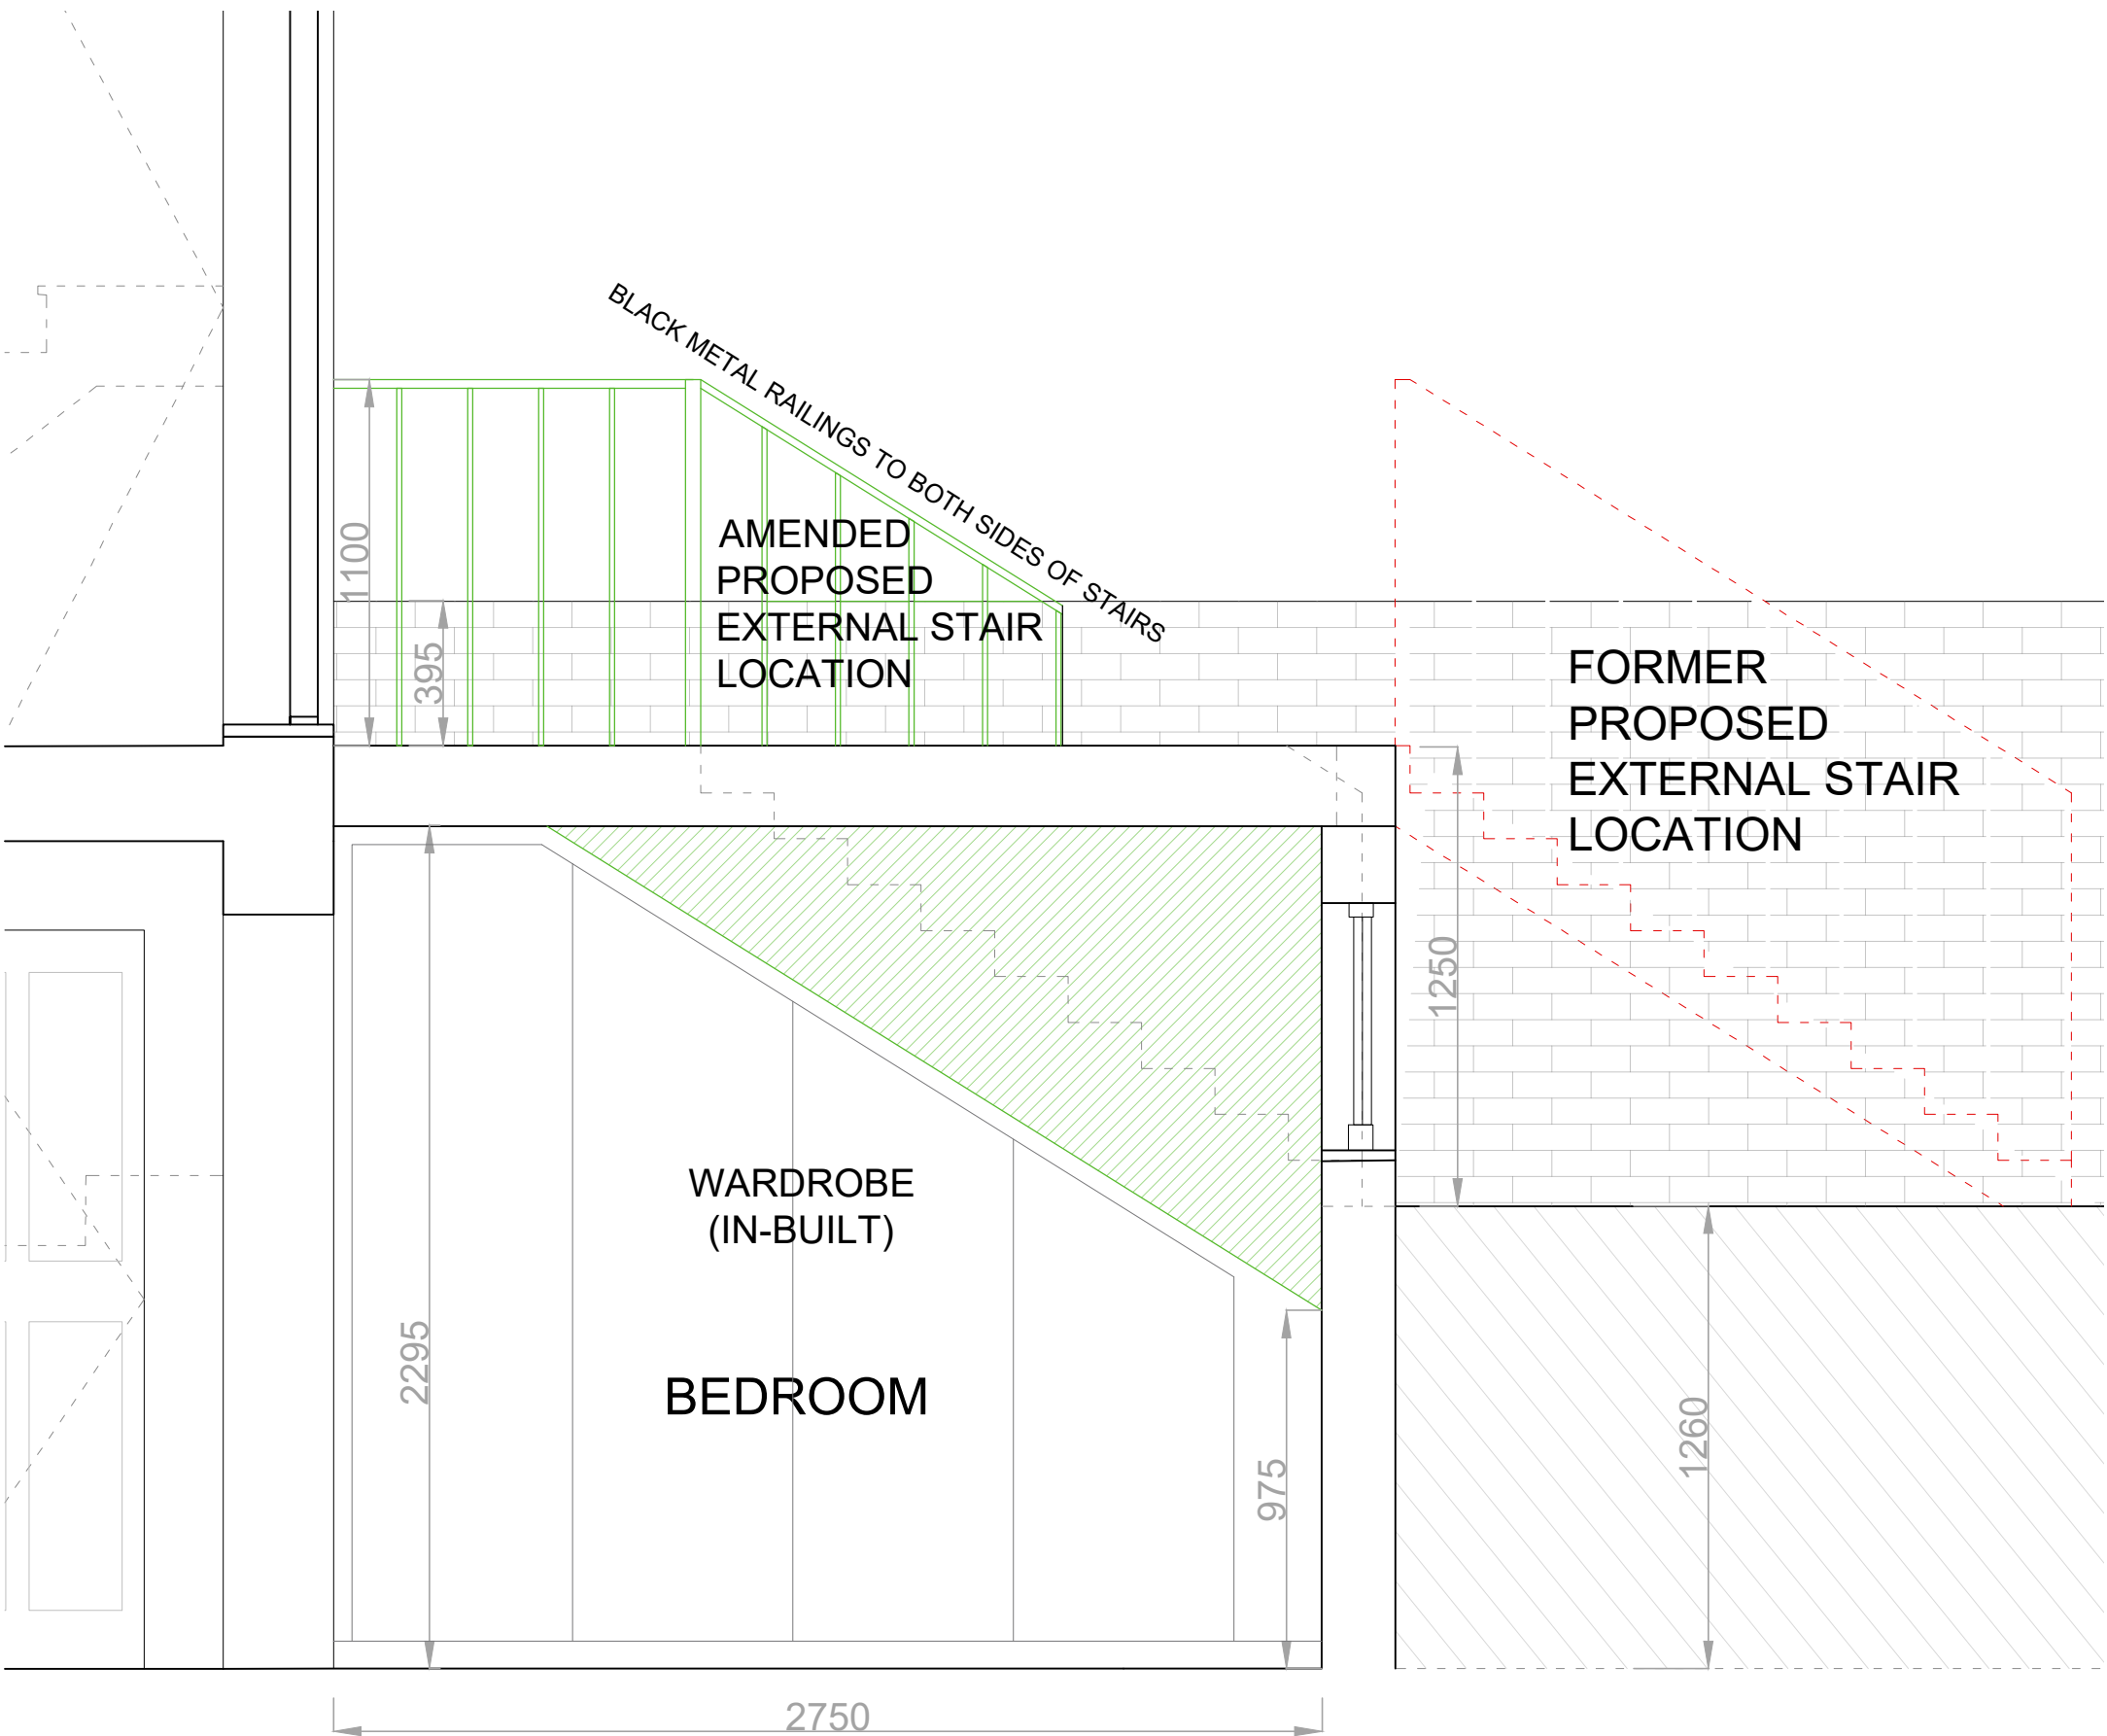 BLACK METAL RAILINGS TO BOTH SIDES OF STAIRS
1100
395
AMENDED
PROPOSED
EXTERNAL STAIR
LOCATION
FORMER
PROPOSED
EXTERNAL STAIR
LOCATION
1250
WARDROBE
(IN-BUILT)
2295
BEDROOM
975
1260
2750